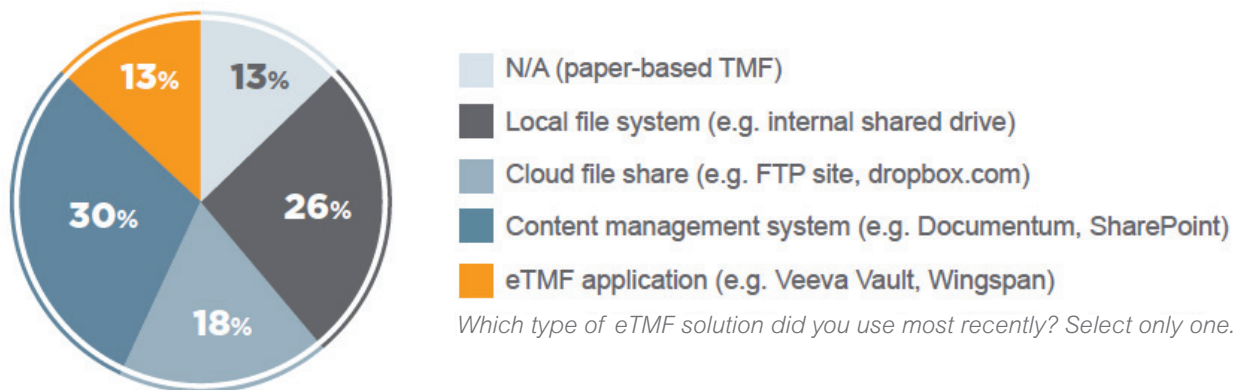 13%
13%
26%
18%
30%
N/A (paper-based TMF)
Local file system (e.g. internal shared drive)
Cloud file share (e.g. FTP site, dropbox.com)
Content management system (e.g. Documentum, SharePoint)
eTMF application (e.g. Veeva Vault, Wingspan)
Which type of eTMF solution did you use most recently? Select only one.